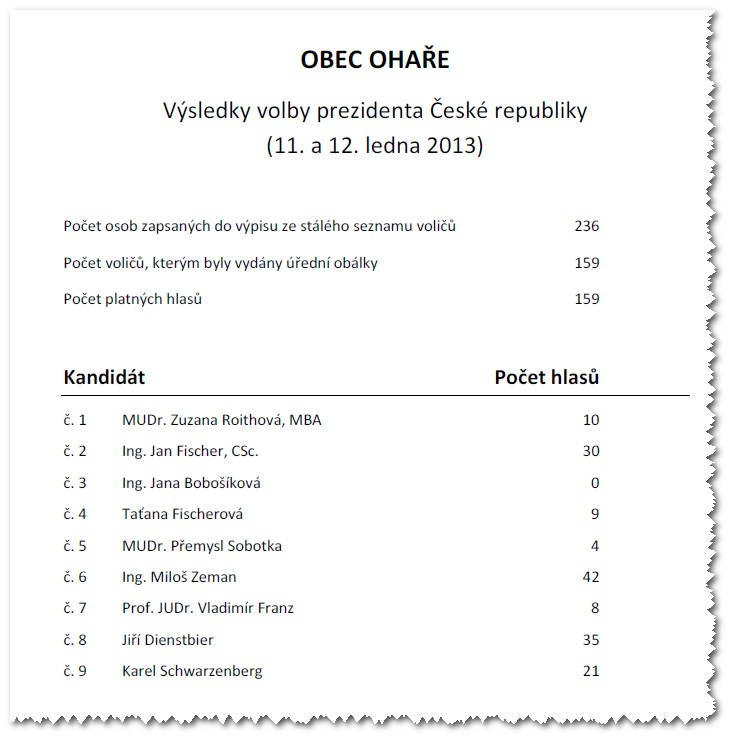 OBEC OHAŘE
Výsledky volby prezidenta České republiky
(11. a 12. ledna 2013)
Počet osob zapsaných do výpisu ze stálého seznamu voličů 236
Počet voličů, kterým byly vydány úřední obálky 159
Počet platných hlasů 159
Kandidát Počet hlasů
č. 1 MUDr. Zuzana Roithová, MBA 10
č. 2 Ing. Jan Fischer, CSc. 30
č. 3 Ing. Jana Bobošíková 0
č. 4 Taťana Fischerová 9
č. 5 MUDr. Přemysl Sobotka 4
č. 6 Ing. Miloš Zeman 42
č. 7 Prof. JUDr. Vladimír Franz 8
č. 8 Jiří Dienstbier 35
č. 9 Karel Schwarzenberg 21